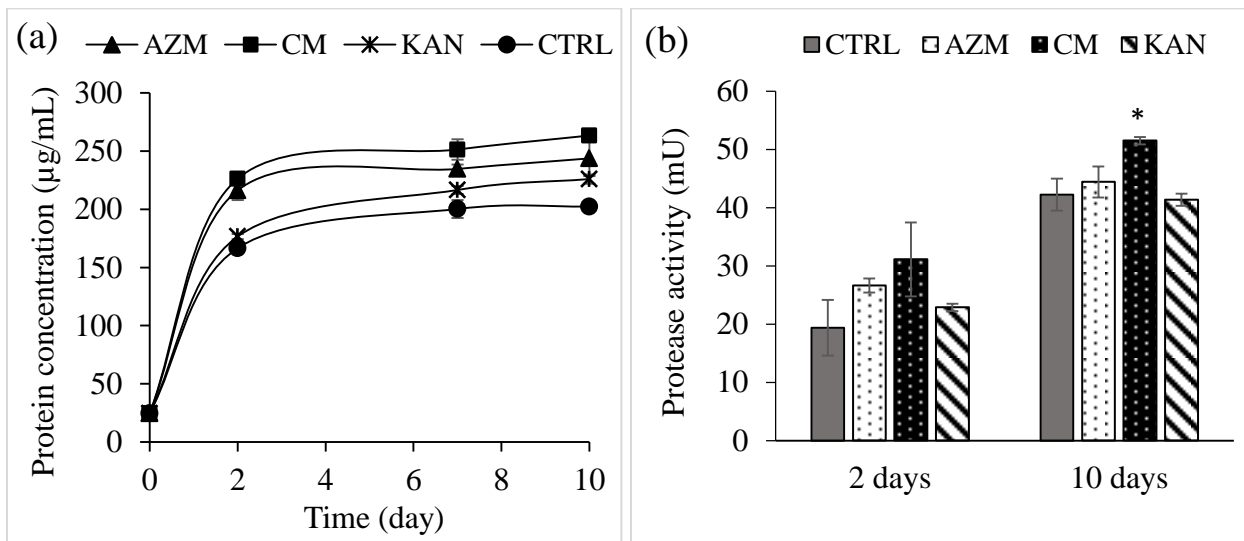 (a)
AZM CM KAN CTRL
Protein concentration (µg/mL)
300
250
200
150
100
50
0
0 2 4 6 8 10
Time (day)
(b)
CTRL AZM CM KAN
Protease activity (mU)
60
50
40
30
20
10
0
*
2 days 10 days